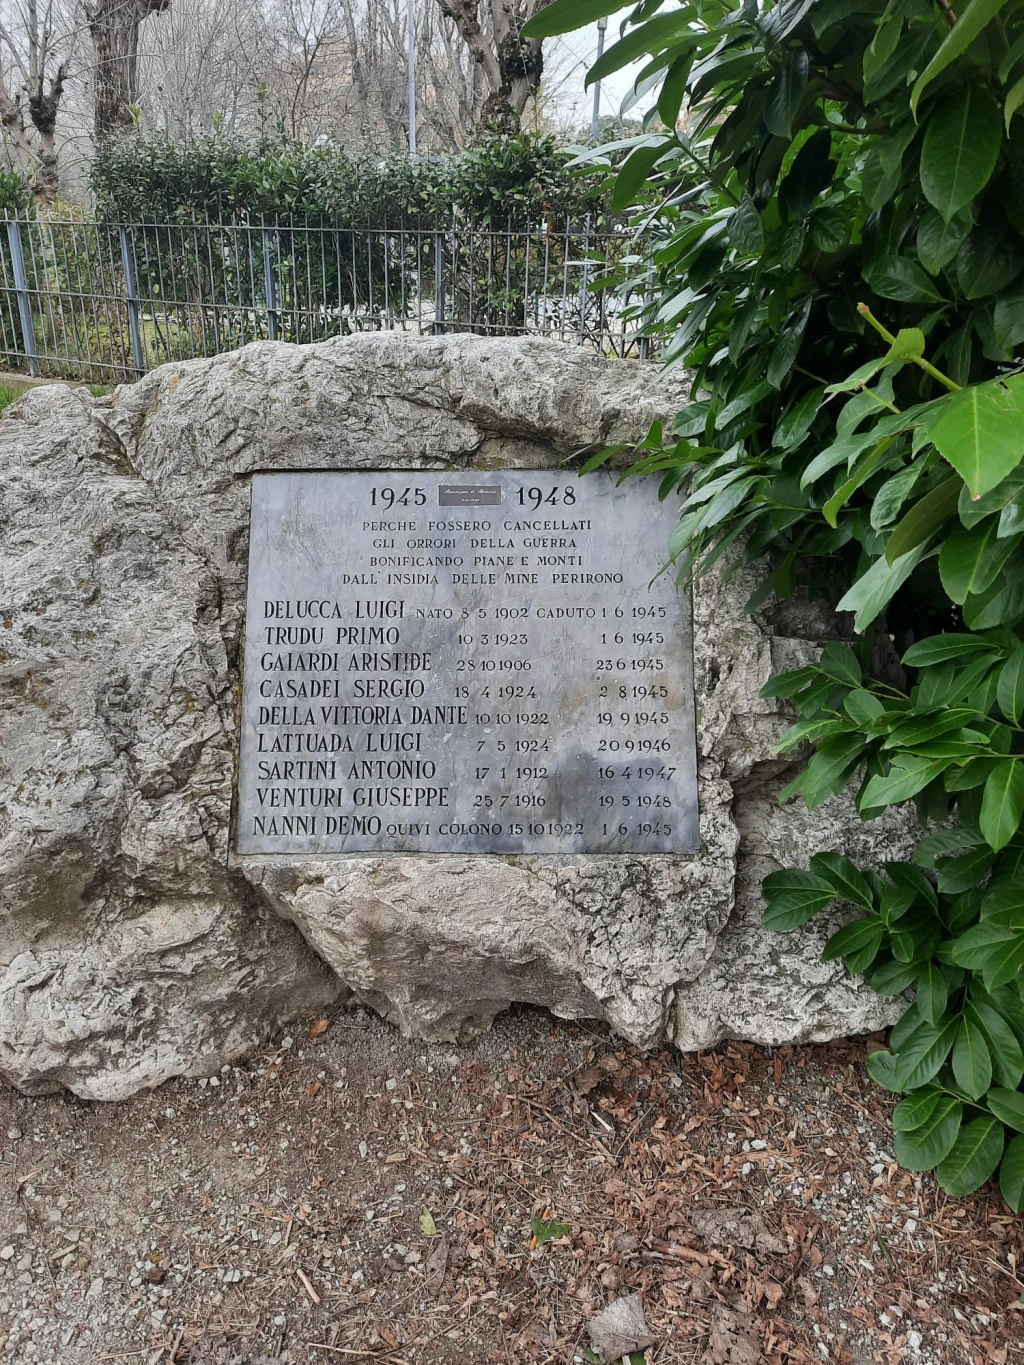 1945 1948
PERCHE FOSSERO CANCELLATI
GLI ORRORI DELLA GUERRA
BONIFICANDO PIANE E MONTI
DALL'INSIDIA DELLE MINE PERIRONO
DELUCCA LUIGI NATO 8 5 1902 CADUTO 1 6 1945
TRUDU PRIMO 10 3 1923 1 6 1945
GAIARDI ARISTIDE 28 10 1906 23 6 1945
CASADEI SERGIO 18 4 1924 2 8 1945
DELLA VITTORIA DANTE 10 10 1922 19 9 1945
LATTUADA LUIGI 7 5 1924 20 9 1946
SARTINI ANTONIO 17 1 1912 16 4 1947
VENTURI GIUSEPPE 25 7 1916 19 5 1948
NANNI DEMO QUIVI COLONO 15 10 1922 1 6 1945